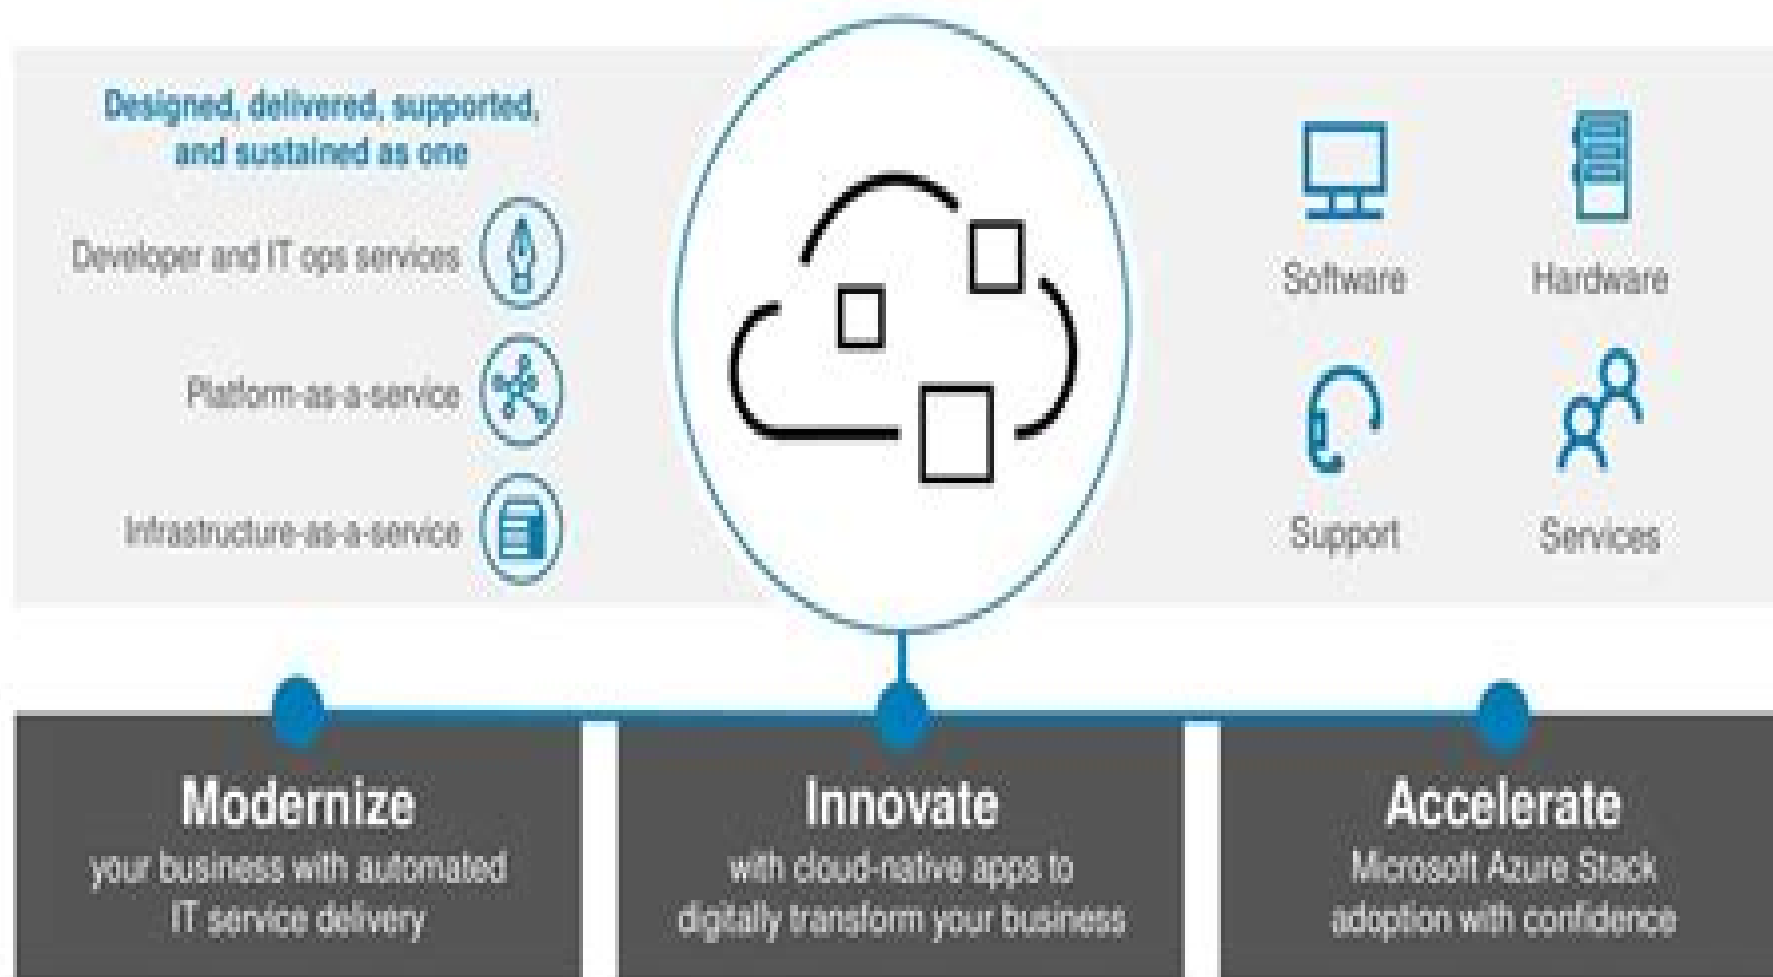 Designed, delivered, supported,
and sustained as one
Developer and IT ops services
Platform-as-a-service
Infrastructure-as-a-service
Software
Hardware
Support
Services
Modernize
your business with automated
IT service delivery
Innovate
with cloud-native apps to
digitally transform your business
Accelerate
Microsoft Azure Stack
adoption with confidence